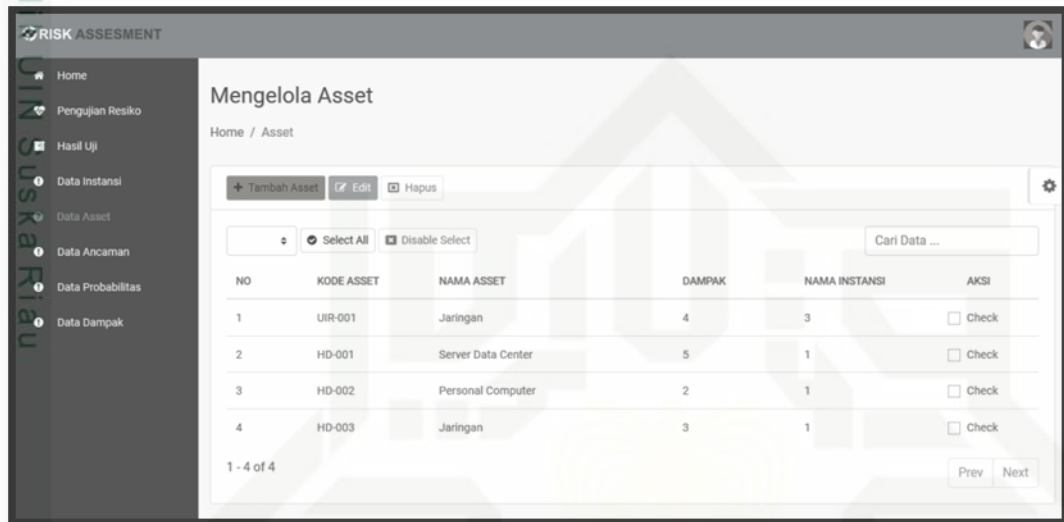 RISK ASSESMENT
Home
Pengujian Resiko
Hasil Uji
Data Instansi
Data Asset
Data Ancaman
Data Probabilitas
Data Dampak
UIN Suska Riau
Mengelola Asset
Home / Asset
Tambah Asset Edit Hapus
Select All Disable Select Cari Data ...
NO KODE ASSET NAMA ASSET DAMPAK NAMA INSTANSI AKSI
1 UIR-001 Jaringan 4 3 Check
2 HD-001 Server Data Center 5 1 Check
3 HD-002 Personal Computer 2 1 Check
4 HD-003 Jaringan 3 1 Check
1 - 4 of 4
Prev Next